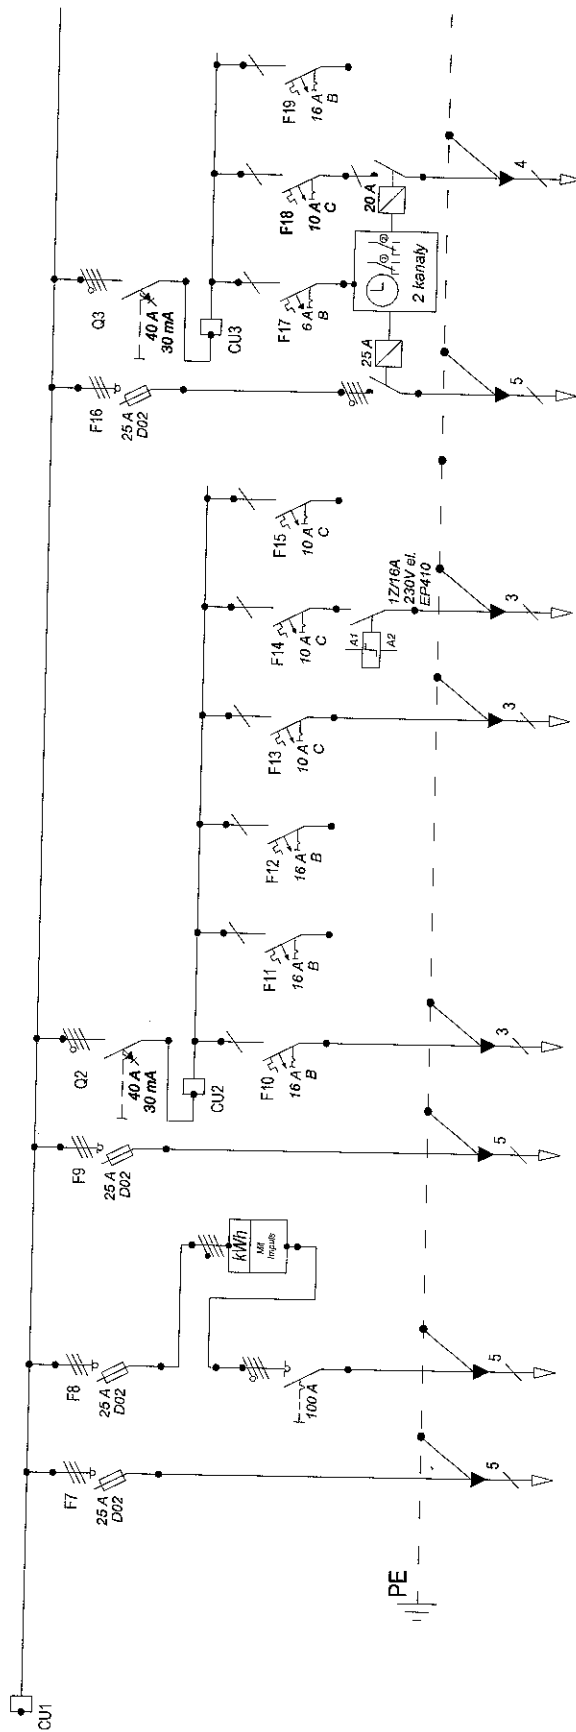 CU1
F7
25 A
D02
F8
25 A
D02
kWh
Mit
Impuls
100 A
F9
25 A
D02
Q2
40 A
30 mA
CU2
F10
16 A
B
F11
16 A
B
F12
16 A
B
F13
10 A
C
F14
10 A
C
A1
A2
1Z/16A
230V el.
EP410
F15
10 A
C
F16
25 A
D02
Q3
40 A
30 mA
CU3
F17
6 A
B
25 A
1
2
2 kanaly
20 A
F18
10 A
C
F19
16 A
B
PE
5
5
5
3
3
3
5
4